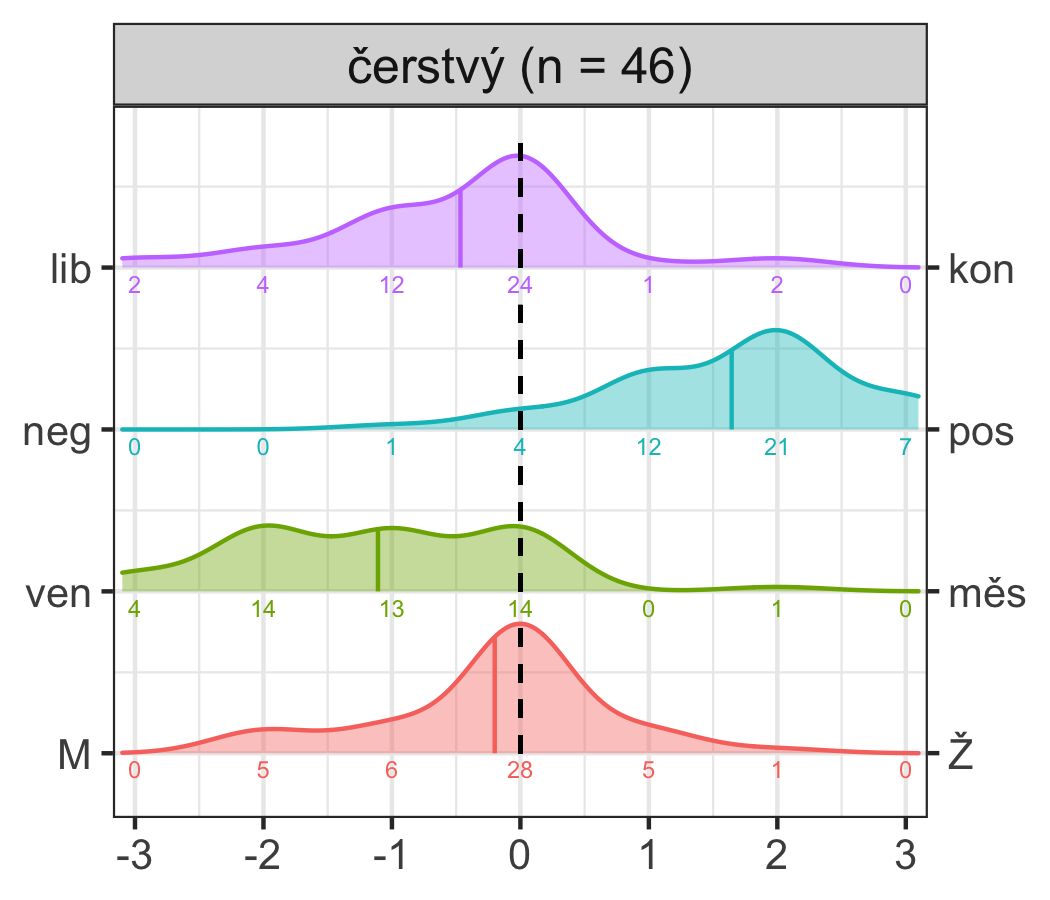 čerstvý (n = 46)
lib kon
2 4 12 24 1 2 0
neg pos
0 0 1 4 12 21 7
ven měs
4 14 13 14 0 1 0
M Ž
0 5 6 28 5 1 0
-3 -2 -1 0 1 2 3